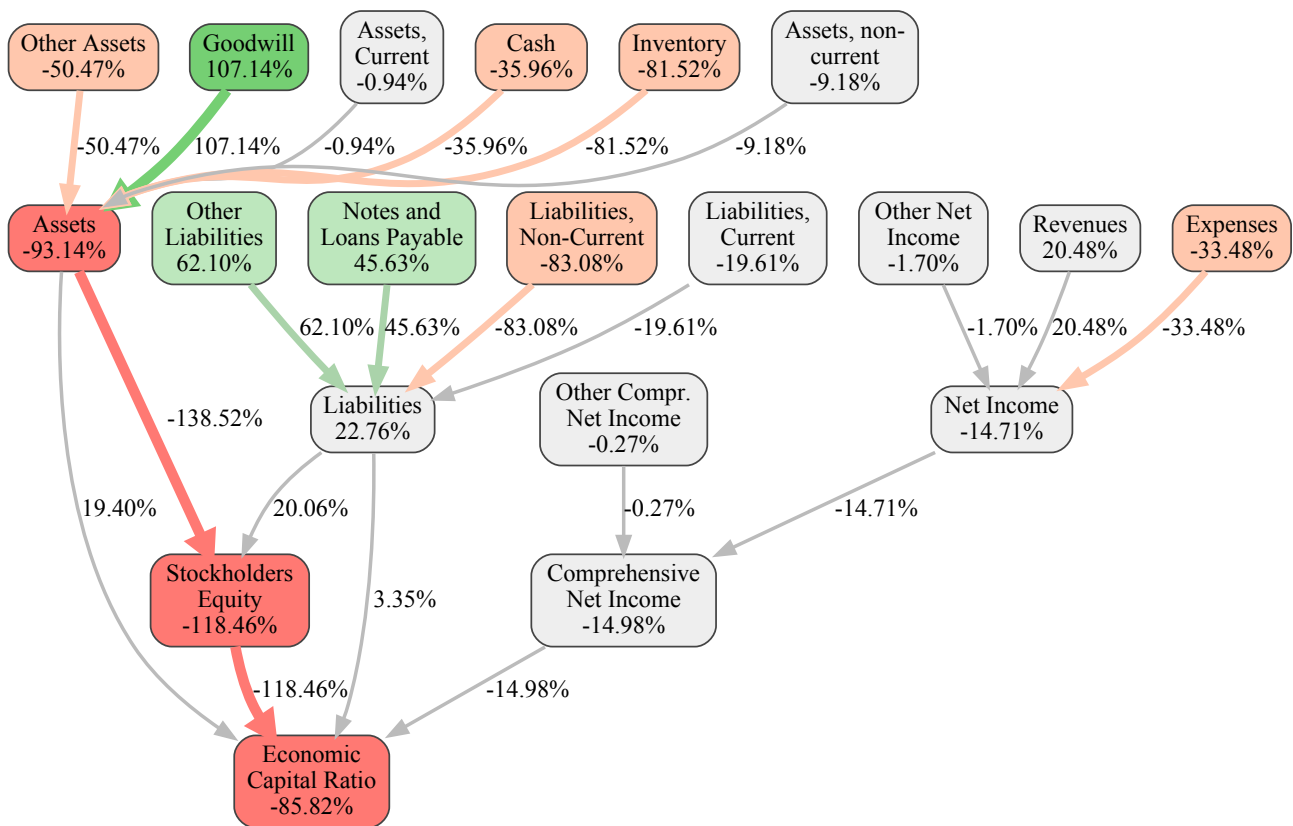 Other Assets
-50.47%
Goodwill
107.14%
Assets,
Current
-0.94%
Cash
-35.96%
Inventory
-81.52%
Assets, non-
current
-9.18%
-50.47%
107.14%
-0.94%
-35.96%
-81.52%
-9.18%
Assets
-93.14%
Other
Liabilities
62.10%
Notes and
Loans Payable
45.63%
Liabilities,
Non-Current
-83.08%
Liabilities,
Current
-19.61%
Other Net
Income
-1.70%
Revenues
20.48%
Expenses
-33.48%
62.10%
45.63%
-83.08%
-19.61%
-1.70%
20.48%
-33.48%
-138.52%
Liabilities
22.76%
Other Compr.
Net Income
-0.27%
Net Income
-14.71%
19.40%
20.06%
-0.27%
-14.71%
Stockholders
Equity
-118.46%
3.35%
Comprehensive
Net Income
-14.98%
-118.46%
-14.98%
Economic
Capital Ratio
-85.82%